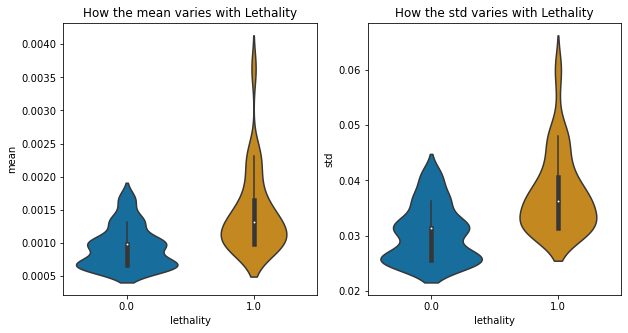 How the mean varies with Lethality
mean
0.0040
0.0035
0.0030
0.0025
0.0020
0.0015
0.0010
0.0005
0.0
1.0
lethality
How the std varies with Lethality
std
0.06
0.05
0.04
0.03
0.02
0.0
1.0
lethality